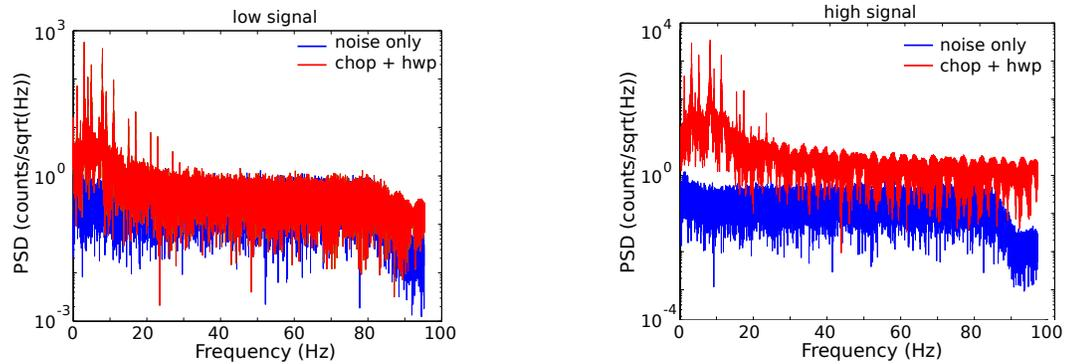 low signal
10^3
10^0
10^-3
PSD (counts/sqrt(Hz))
noise only
chop + hwp
0 20 40 60 80 100
Frequency (Hz)
high signal
10^4
10^0
10^-4
PSD (counts/sqrt(Hz))
noise only
chop + hwp
0 20 40 60 80 100
Frequency (Hz)